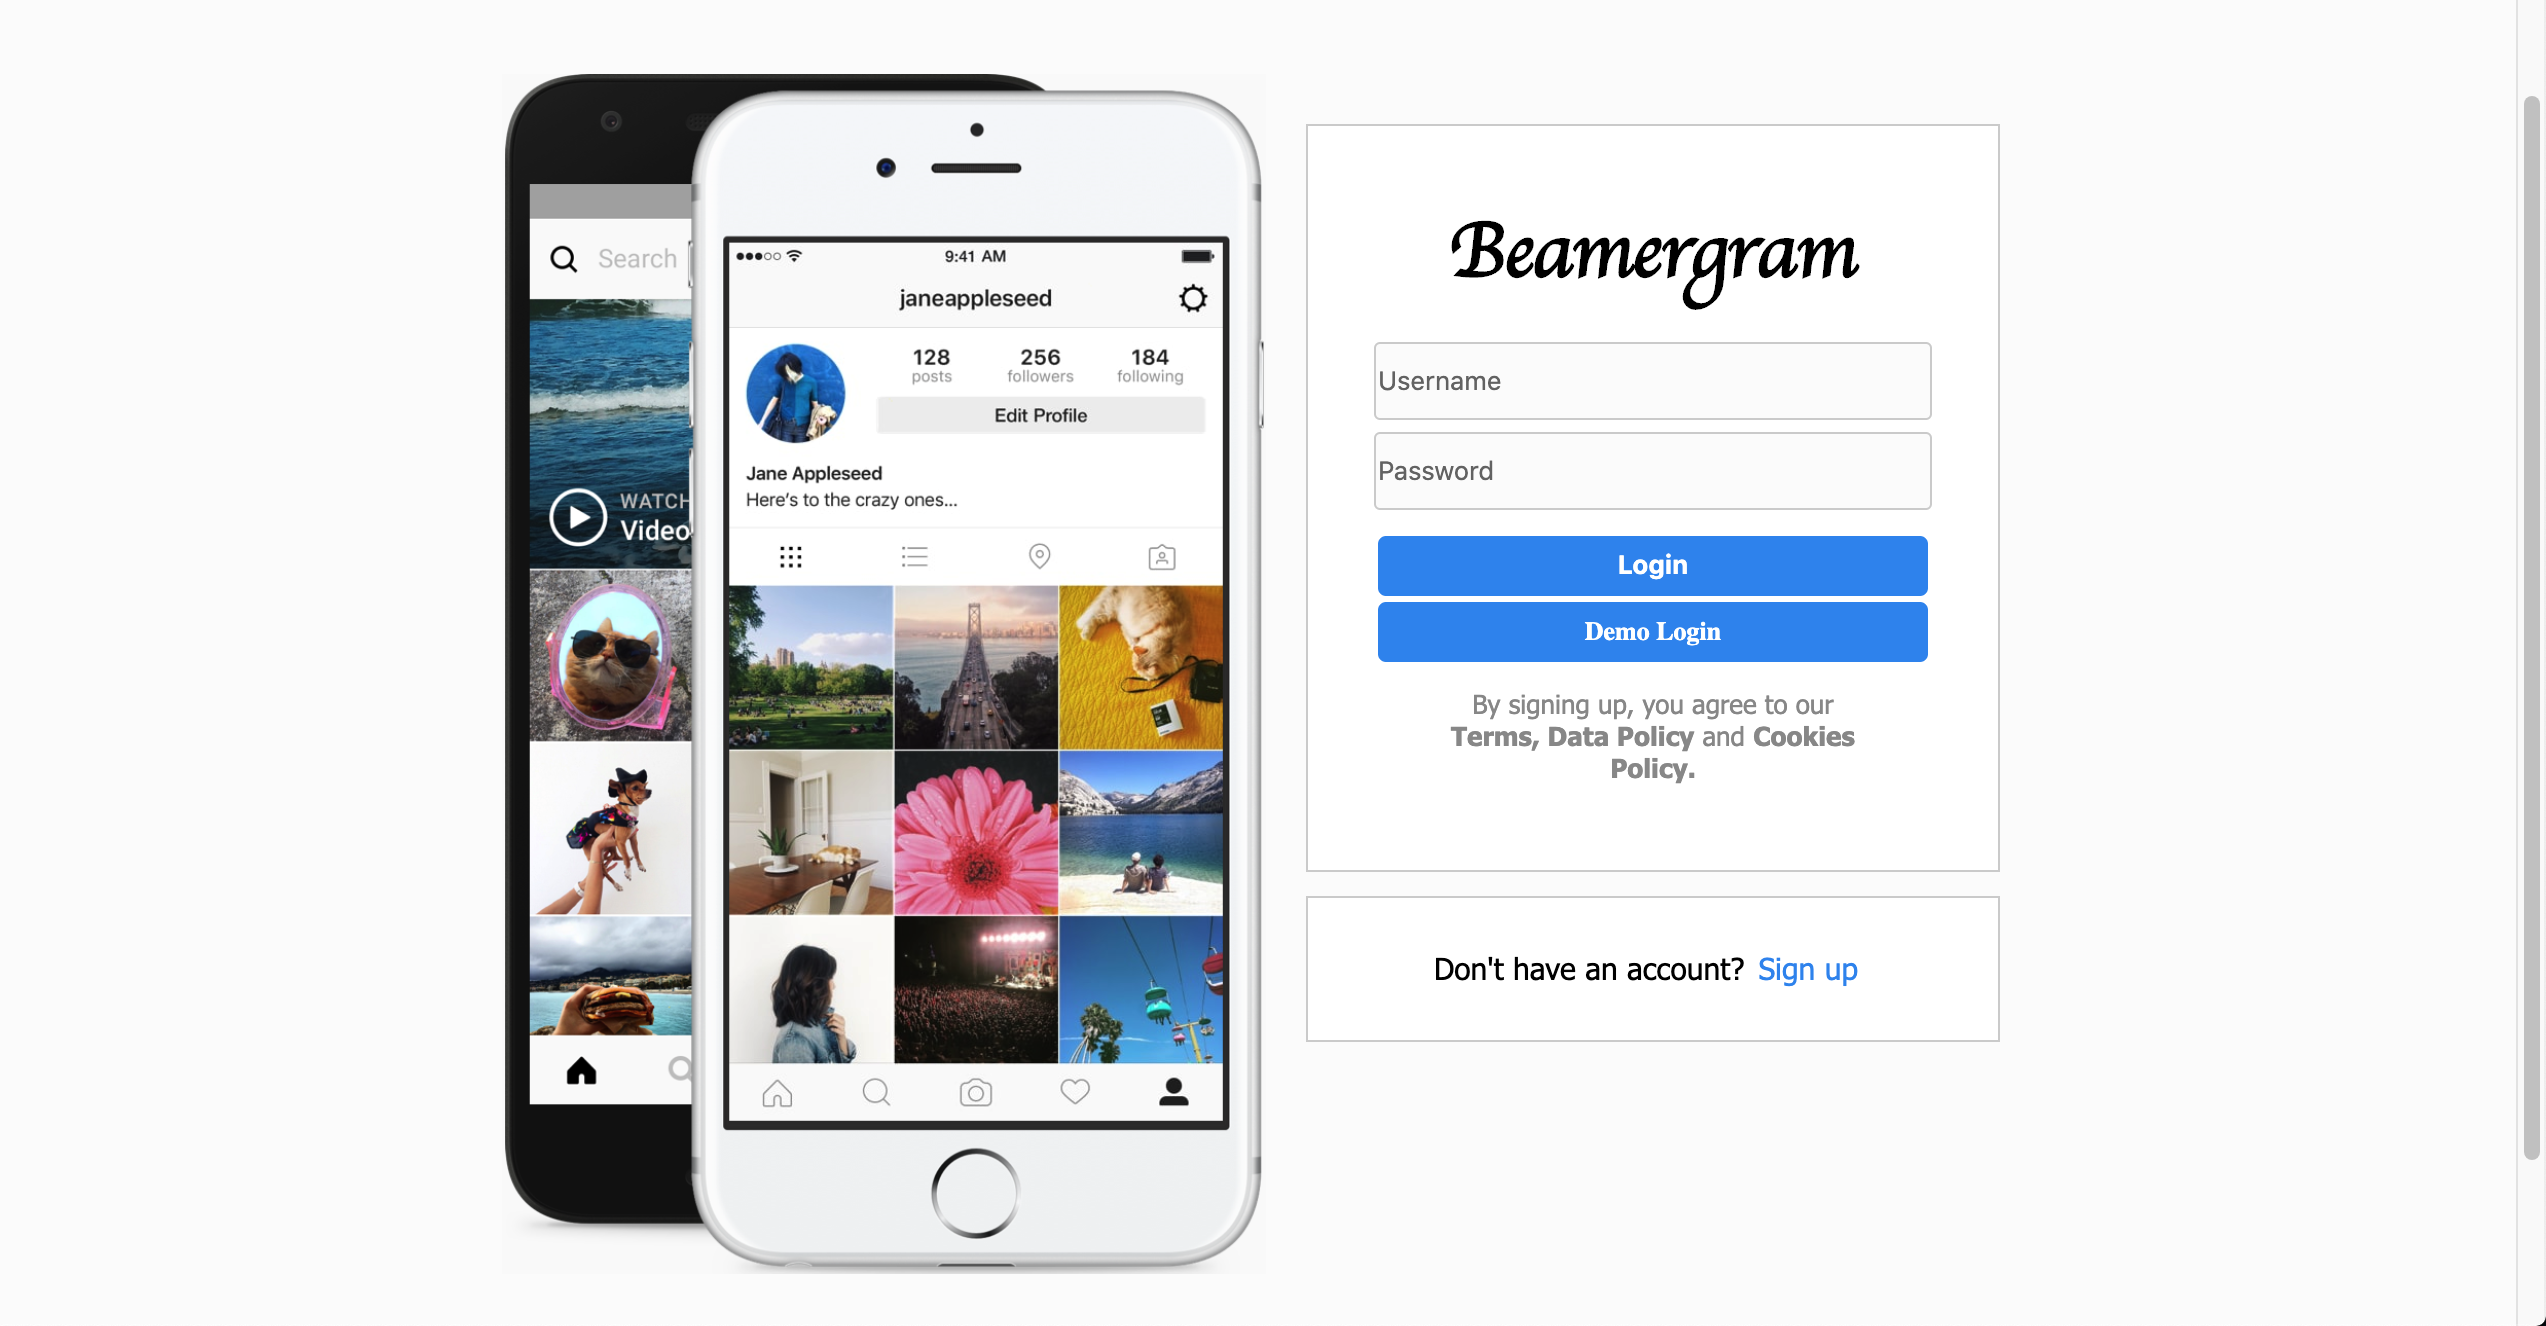 Search
WATCH
Video
9:41 AM
janeappleseed
128 256 184
posts followers following
Edit Profile
Jane Appleseed
Here's to the crazy ones...
Beamergram
Username
Password
Login
Demo Login
By signing up, you agree to our
Terms, Data Policy and Cookies
Policy.
Don't have an account? Sign up